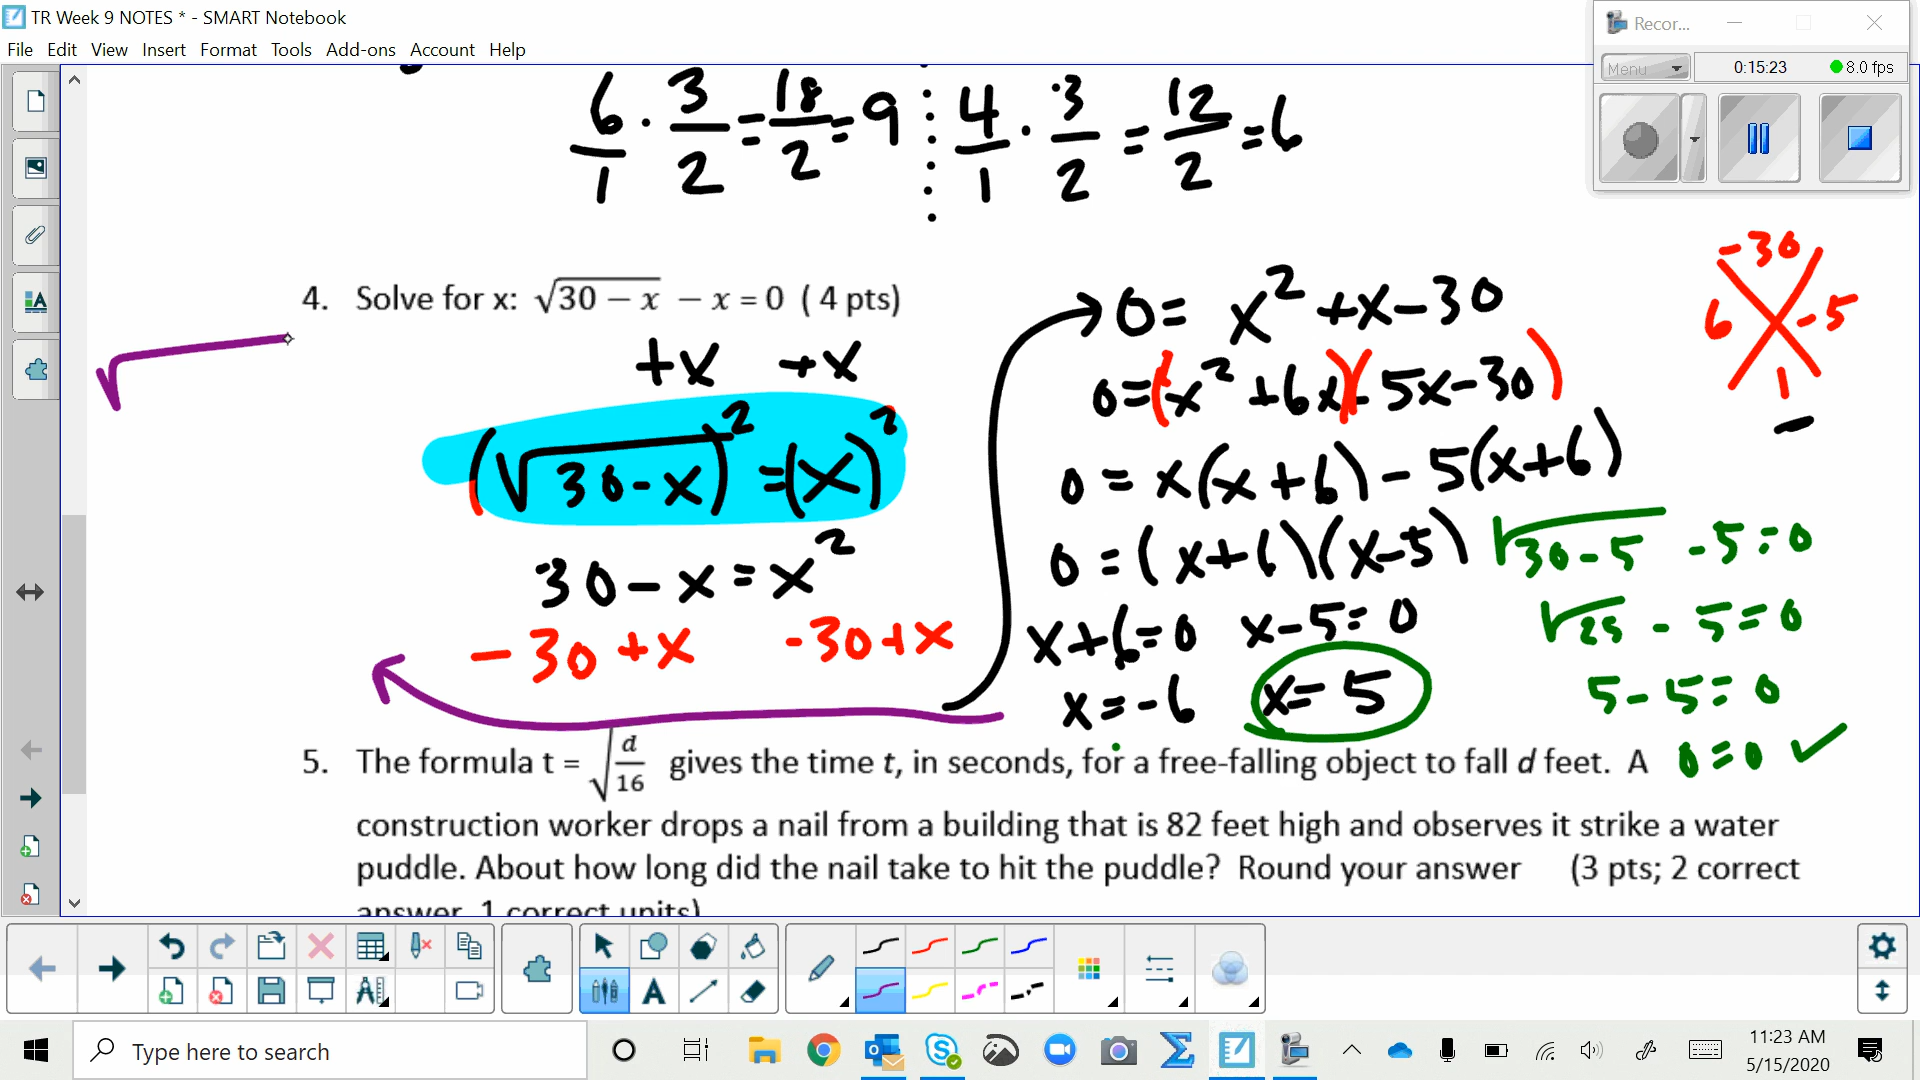 TR Week 9 NOTES * - SMART Notebook
File Edit View Insert Format Tools Add-ons Account Help
Recor...
Menu 0:15:23 8.0 fps
6/1 · 3/2 = 18/2 = 9 ⋮ 4/1 · 3/2 = 12/2 = 6
4. Solve for x: √(30 − x) − x = 0 ( 4 pts)
+x +x
(√(30-x))² = (x)²
30 - x = x²
-30 +x -30+x
0 = x² +x - 30
0 = (x² +6x)(-5x-30)
0 = x(x+6) - 5(x+6)
0 = (x+6)(x-5)
x+6=0 x-5=0
x=-6 x=5
-30
6 -5
1
√(30-5) -5=0
√25 - 5=0
5-5=0
0=0 ✓
√
5. The formula t = √(d/16) gives the time t, in seconds, for a free-falling object to fall d feet. A
construction worker drops a nail from a building that is 82 feet high and observes it strike a water
puddle. About how long did the nail take to hit the puddle? Round your answer (3 pts; 2 correct
answer, 1 correct units)
Type here to search
11:23 AM
5/15/2020